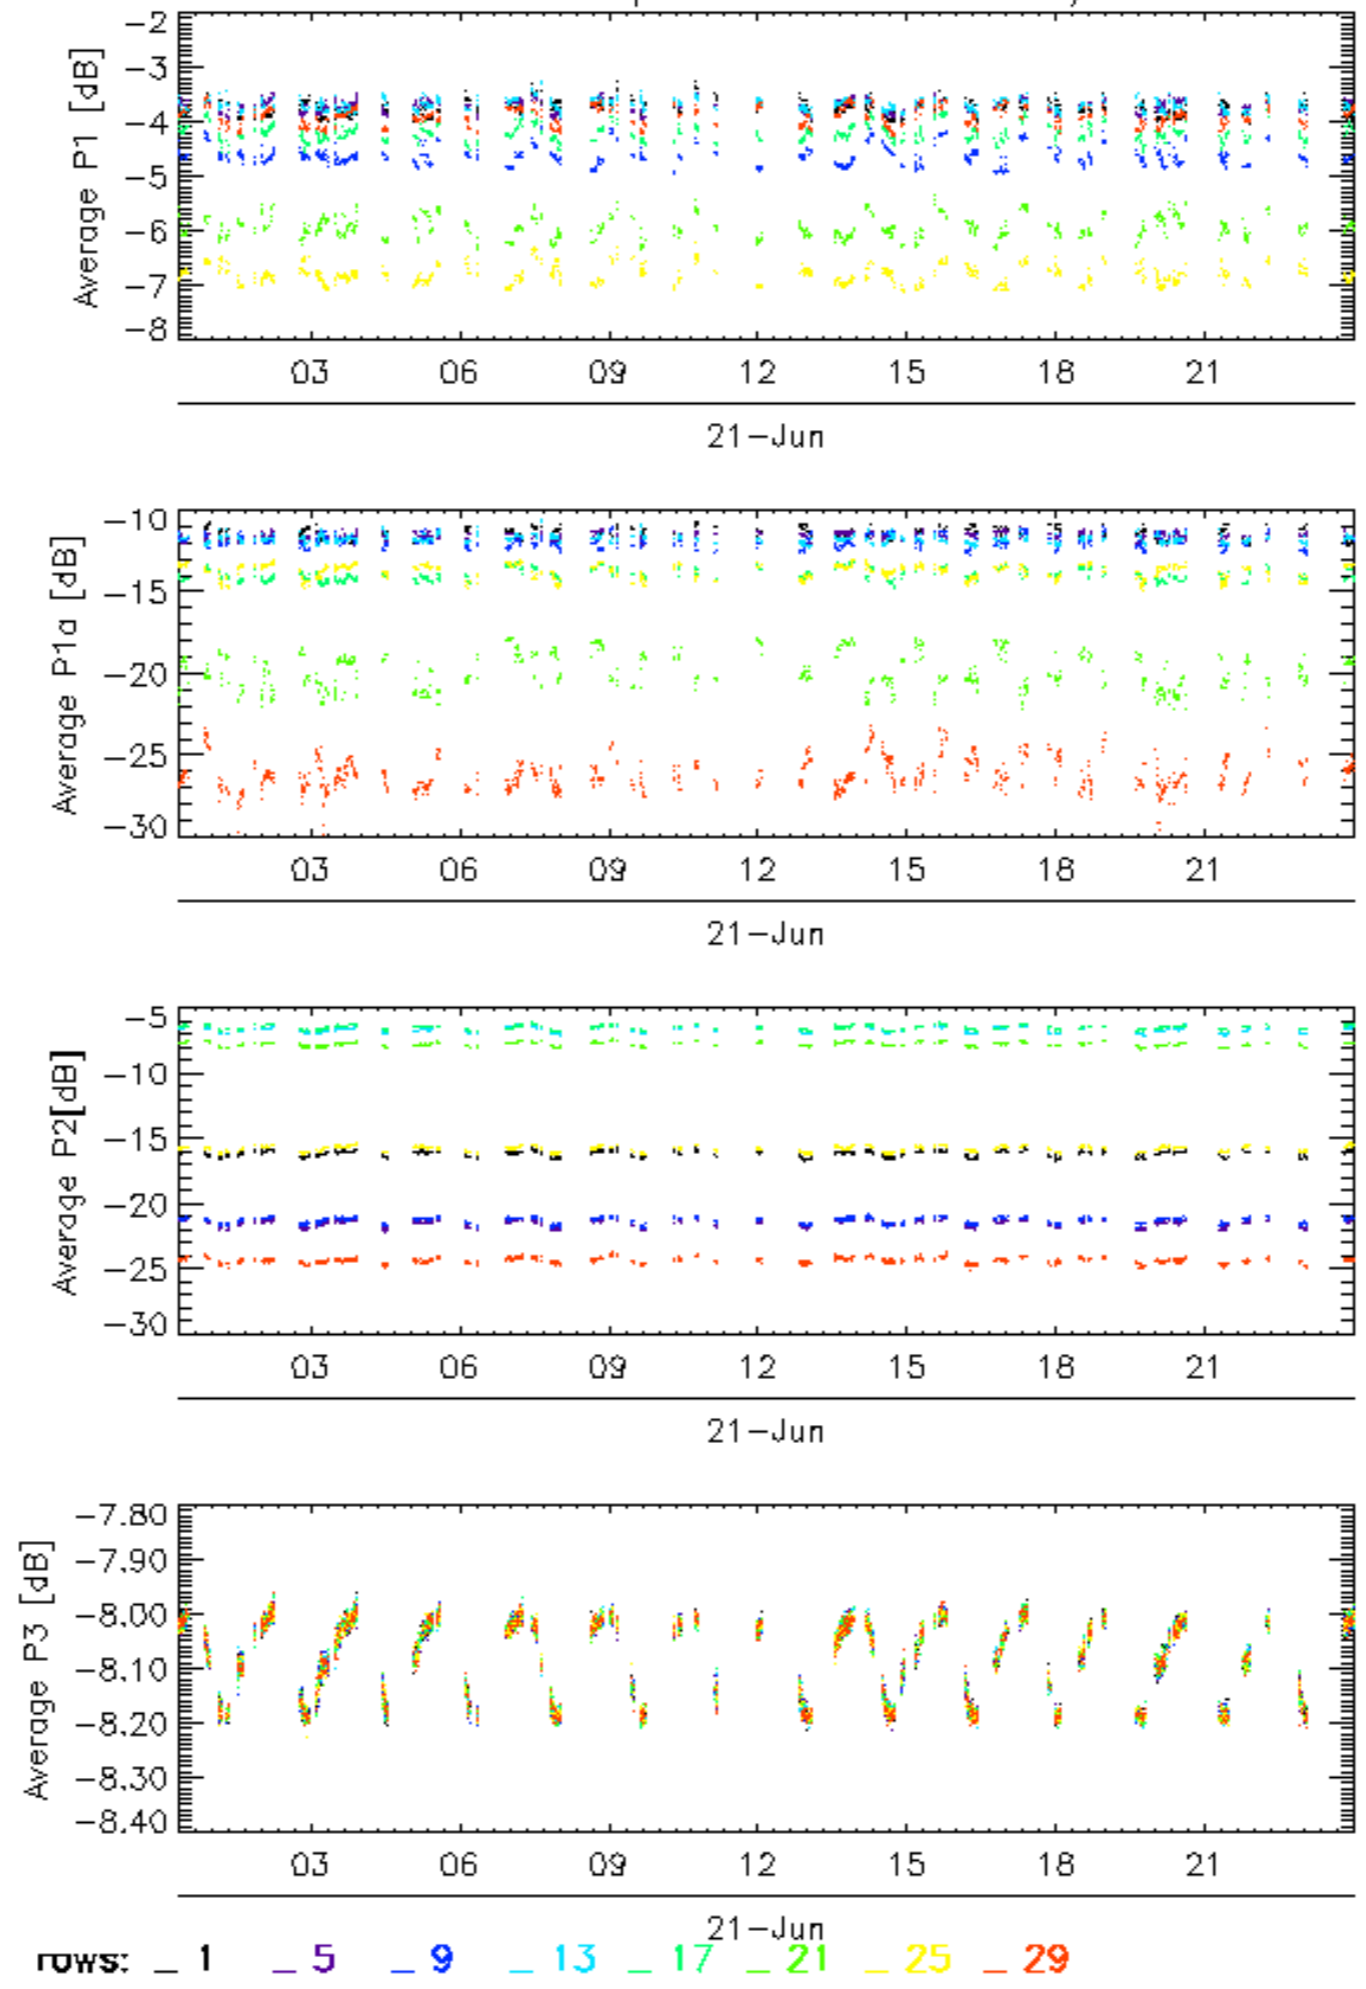 -2
-3
-4
-5
-6
-7
-8
Average P1 [dB]
03 06 09 12 15 18 21
21-Jun
-10
-15
-20
-25
-30
Average P1a [dB]
03 06 09 12 15 18 21
21-Jun
-5
-10
-15
-20
-25
-30
Average P2[dB]
03 06 09 12 15 18 21
21-Jun
-7.80
-7.90
-8.00
-8.10
-8.20
-8.30
-8.40
Average P3 [dB]
03 06 09 12 15 18 21
21-Jun
rows: _ 1 _ 5 _ 9 _ 13 _ 17 _ 21 _ 25 _ 29